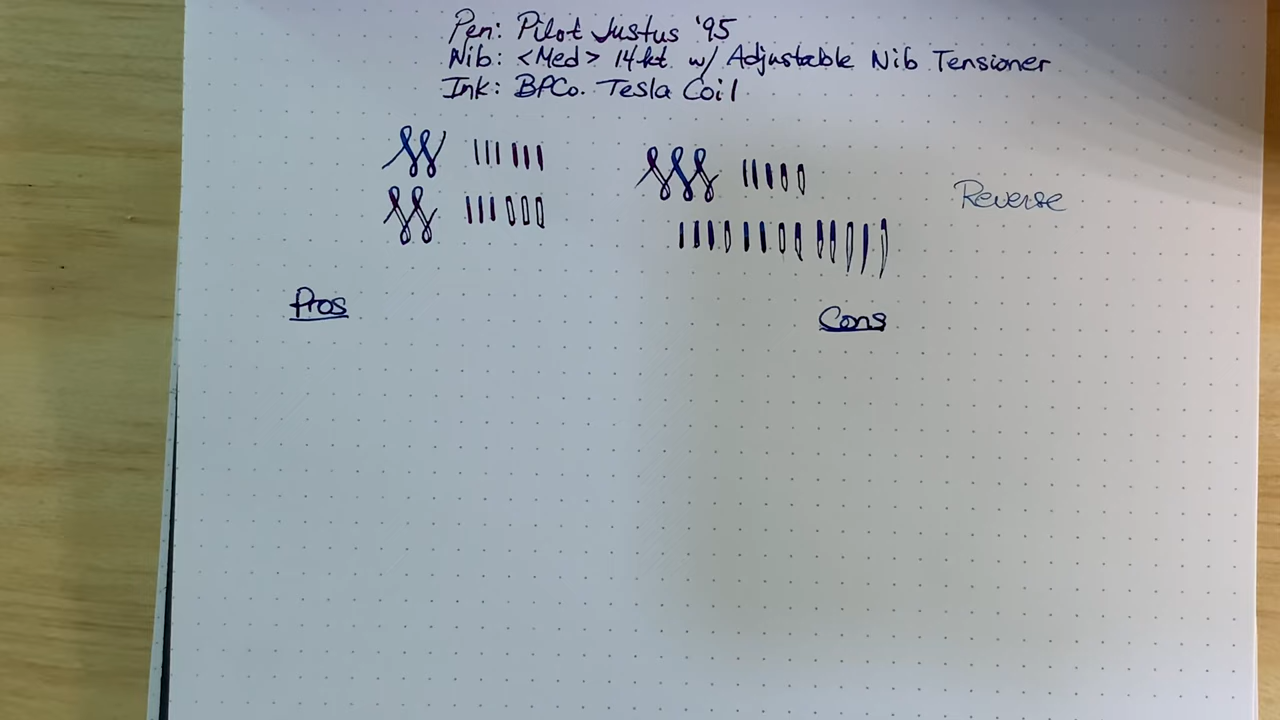 Pen: Pilot Justus '95
Nib: <Med> 14kt w/ Adjustable Nib Tensioner
Ink: BPCo. Tesla Coil
Reverse
Pros
Cons